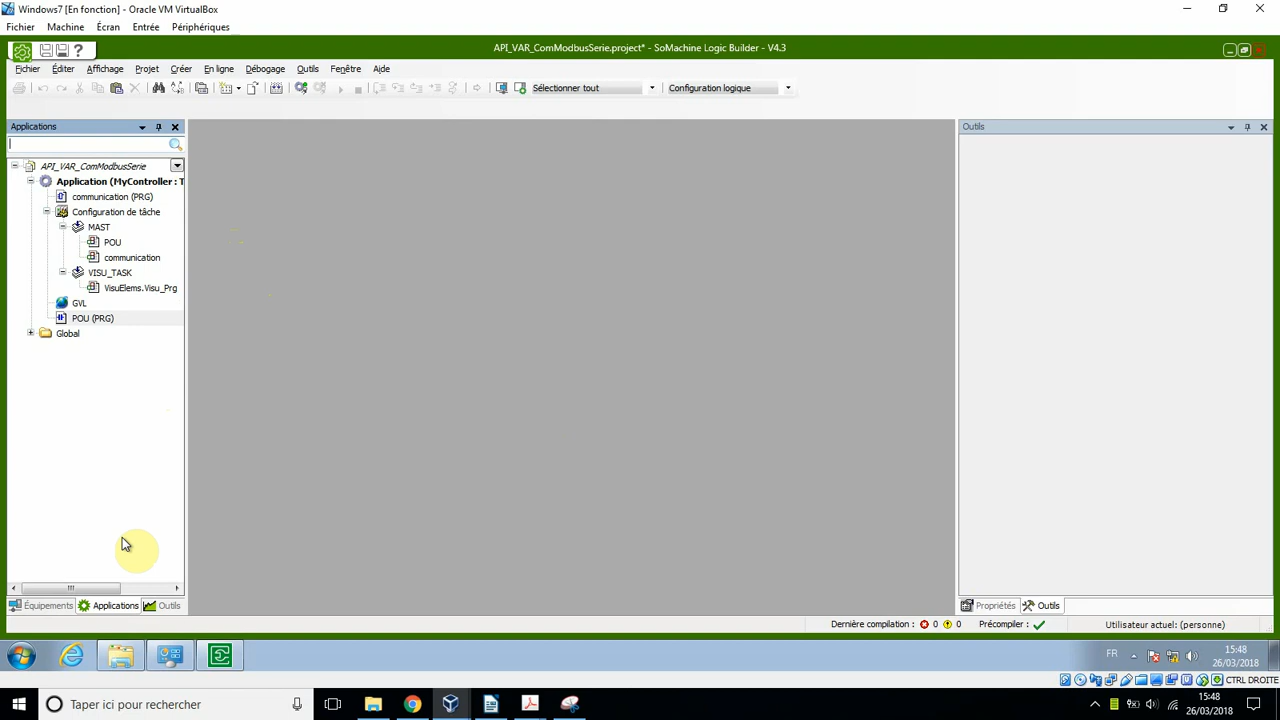 Windows7 [En fonction] - Oracle VM VirtualBox
Fichier Machine Écran Entrée Périphériques
API_VAR_ComModbusSerie.project* - SoMachine Logic Builder - V4.3
Fichier Éditer Affichage Projet Créer En ligne Débogage Outils Fenêtre Aide
Sélectionner tout Configuration logique
Applications
Outils
API_VAR_ComModbusSerie
Application (MyController : T
communication (PRG)
Configuration de tâche
MAST
POU
communication
VISU_TASK
VisuElems.Visu_Prg
GVL
POU (PRG)
Global
Équipements Applications Outils
Propriétés Outils
Dernière compilation : 0 0 Précompiler : Utilisateur actuel: (personne)
FR
15:48
26/03/2018
CTRL DROITE
Taper ici pour rechercher
15:48
26/03/2018